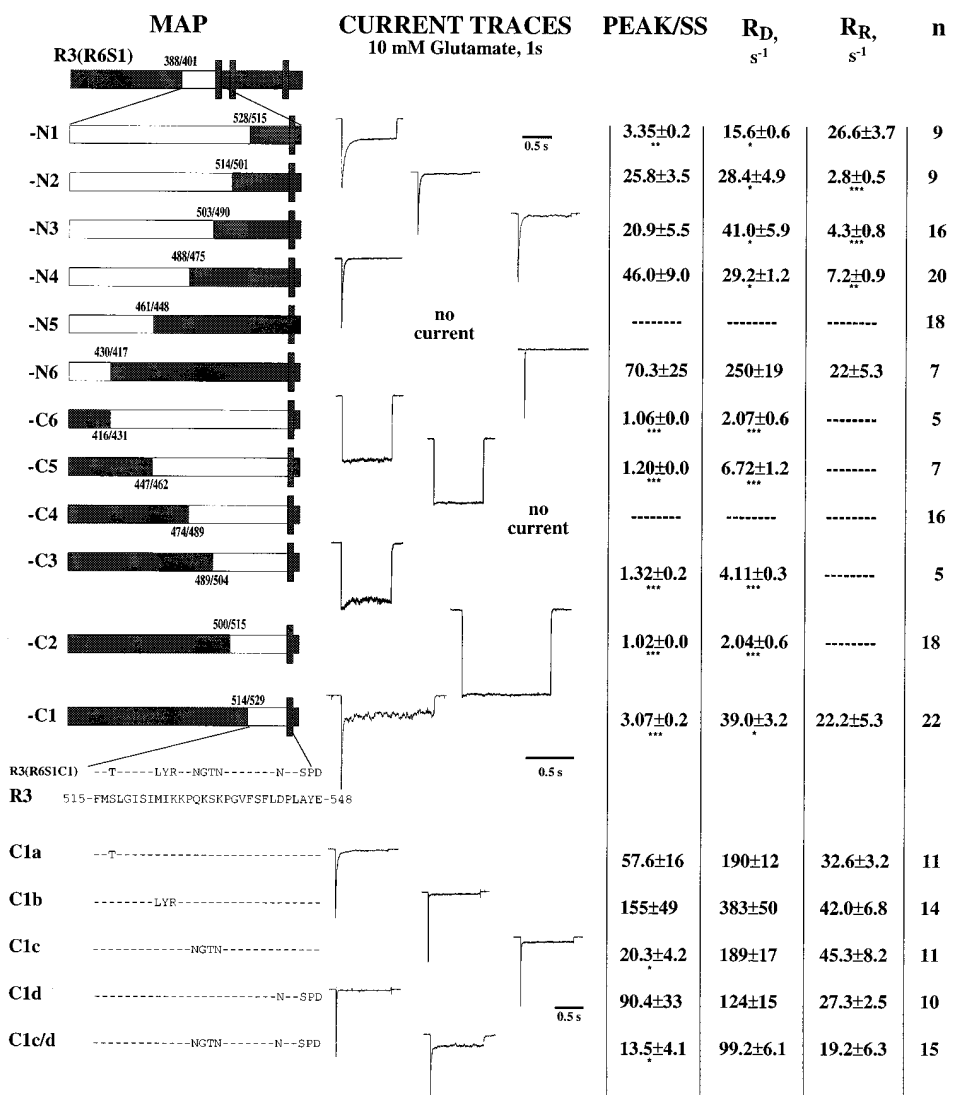 MAP CURRENT TRACES PEAK/SS R_D, R_R, n
10 mM Glutamate, 1s s⁻¹ s⁻¹
R3(R6S1) 388/401
-N1 528/515 0.5 s 3.35±0.2 15.6±0.6 26.6±3.7 9
** *
-N2 514/501 25.8±3.5 28.4±4.9 2.8±0.5 9
* ***
-N3 503/490 20.9±5.5 41.0±5.9 4.3±0.8 16
* ***
-N4 488/475 46.0±9.0 29.2±1.2 7.2±0.9 20
* **
-N5 461/448 no current -------- -------- -------- 18
-N6 430/417 70.3±25 250±19 22±5.3 7
-C6 416/431 1.06±0.0 2.07±0.6 -------- 5
*** ***
-C5 447/462 1.20±0.0 6.72±1.2 -------- 7
*** ***
-C4 474/489 no current -------- -------- -------- 16
-C3 489/504 1.32±0.2 4.11±0.3 -------- 5
*** ***
-C2 500/515 1.02±0.0 2.04±0.6 -------- 18
*** ***
-C1 514/529 3.07±0.2 39.0±3.2 22.2±5.3 22
*** *
R3(R6S1C1) --T-----LYR--NGTN-------N--SPD 0.5 s
R3 515-FMSLGISIMIKKPQKSKPGVFSFLDPLAYE-548
C1a --T--------------------------- 57.6±16 190±12 32.6±3.2 11
C1b --------LYR------------------- 155±49 383±50 42.0±6.8 14
C1c -------------NGTN------------- 20.3±4.2 189±17 45.3±8.2 11
*
C1d ------------------------N--SPD 0.5 s 90.4±33 124±15 27.3±2.5 10
C1c/d -------------NGTN-------N--SPD 13.5±4.1 99.2±6.1 19.2±6.3 15
*